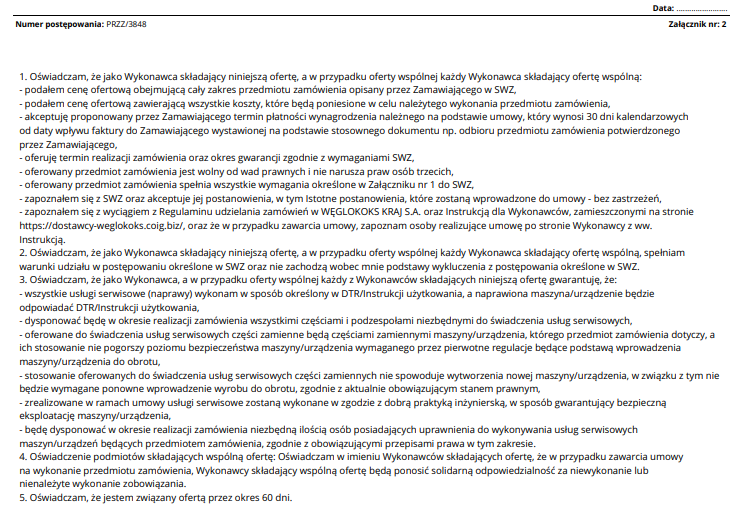 Data: ........................
Numer postępowania: PRZZ/3848
Załącznik nr: 2
1. Oświadczam, że jako Wykonawca składający niniejszą ofertę, a w przypadku oferty wspólnej każdy Wykonawca składający ofertę wspólną:
- podałem cenę ofertową obejmującą cały zakres przedmiotu zamówienia opisany przez Zamawiającego w SWZ,
- podałem cenę ofertową zawierającą wszystkie koszty, które będą poniesione w celu należytego wykonania przedmiotu zamówienia,
- akceptuję proponowany przez Zamawiającego termin płatności wynagrodzenia należnego na podstawie umowy, który wynosi 30 dni kalendarzowych
od daty wpływu faktury do Zamawiającego wystawionej na podstawie stosownego dokumentu np. odbioru przedmiotu zamówienia potwierdzonego
przez Zamawiającego,
- oferuję termin realizacji zamówienia oraz okres gwarancji zgodnie z wymaganiami SWZ,
- oferowany przedmiot zamówienia jest wolny od wad prawnych i nie narusza praw osób trzecich,
- oferowany przedmiot zamówienia spełnia wszystkie wymagania określone w Załączniku nr 1 do SWZ,
- zapoznałem się z SWZ oraz akceptuję jej postanowienia, w tym Istotne postanowienia, które zostaną wprowadzone do umowy - bez zastrzeżeń,
- zapoznałem się z wyciągiem z Regulaminu udzielania zamówień w WĘGLOKOKS KRAJ S.A. oraz Instrukcją dla Wykonawców, zamieszczonymi na stronie
https://dostawcy-weglokoks.coig.biz/, oraz że w przypadku zawarcia umowy, zapoznam osoby realizujące umowę po stronie Wykonawcy z ww.
Instrukcją.
2. Oświadczam, że jako Wykonawca składający niniejszą ofertę, a w przypadku oferty wspólnej każdy Wykonawca składający ofertę wspólną, spełniam
warunki udziału w postępowaniu określone w SWZ oraz nie zachodzą wobec mnie podstawy wykluczenia z postępowania określone w SWZ.
3. Oświadczam, że jako Wykonawca, a w przypadku oferty wspólnej każdy z Wykonawców składających niniejszą ofertę gwarantuję, że:
- wszystkie usługi serwisowe (naprawy) wykonam w sposób określony w DTR/Instrukcji użytkowania, a naprawiona maszyna/urządzenie będzie
odpowiadać DTR/Instrukcji użytkowania,
- dysponować będę w okresie realizacji zamówienia wszystkimi częściami i podzespołami niezbędnymi do świadczenia usług serwisowych,
- oferowane do świadczenia usług serwisowych części zamienne będą częściami zamiennymi maszyny/urządzenia, którego przedmiot zamówienia dotyczy, a
ich stosowanie nie pogorszy poziomu bezpieczeństwa maszyny/urządzenia wymaganego przez pierwotne regulacje będące podstawą wprowadzenia
maszyny/urządzenia do obrotu,
- stosowanie oferowanych do świadczenia usług serwisowych części zamiennych nie spowoduje wytworzenia nowej maszyny/urządzenia, w związku z tym nie
będzie wymagane ponowne wprowadzenie wyrobu do obrotu, zgodnie z aktualnie obowiązującym stanem prawnym,
- zrealizowane w ramach umowy usługi serwisowe zostaną wykonane w zgodzie z dobrą praktyką inżynierską, w sposób gwarantujący bezpieczną
eksploatację maszyny/urządzenia,
- będę dysponować w okresie realizacji zamówienia niezbędną ilością osób posiadających uprawnienia do wykonywania usług serwisowych
maszyn/urządzeń będących przedmiotem zamówienia, zgodnie z obowiązującymi przepisami prawa w tym zakresie.
4. Oświadczenie podmiotów składających wspólną ofertę: Oświadczam w imieniu Wykonawców składających ofertę, że w przypadku zawarcia umowy
na wykonanie przedmiotu zamówienia, Wykonawcy składający wspólną ofertę będą ponosić solidarną odpowiedzialność za niewykonanie lub
nienależyte wykonanie zobowiązania.
5. Oświadczam, że jestem związany ofertą przez okres 60 dni.